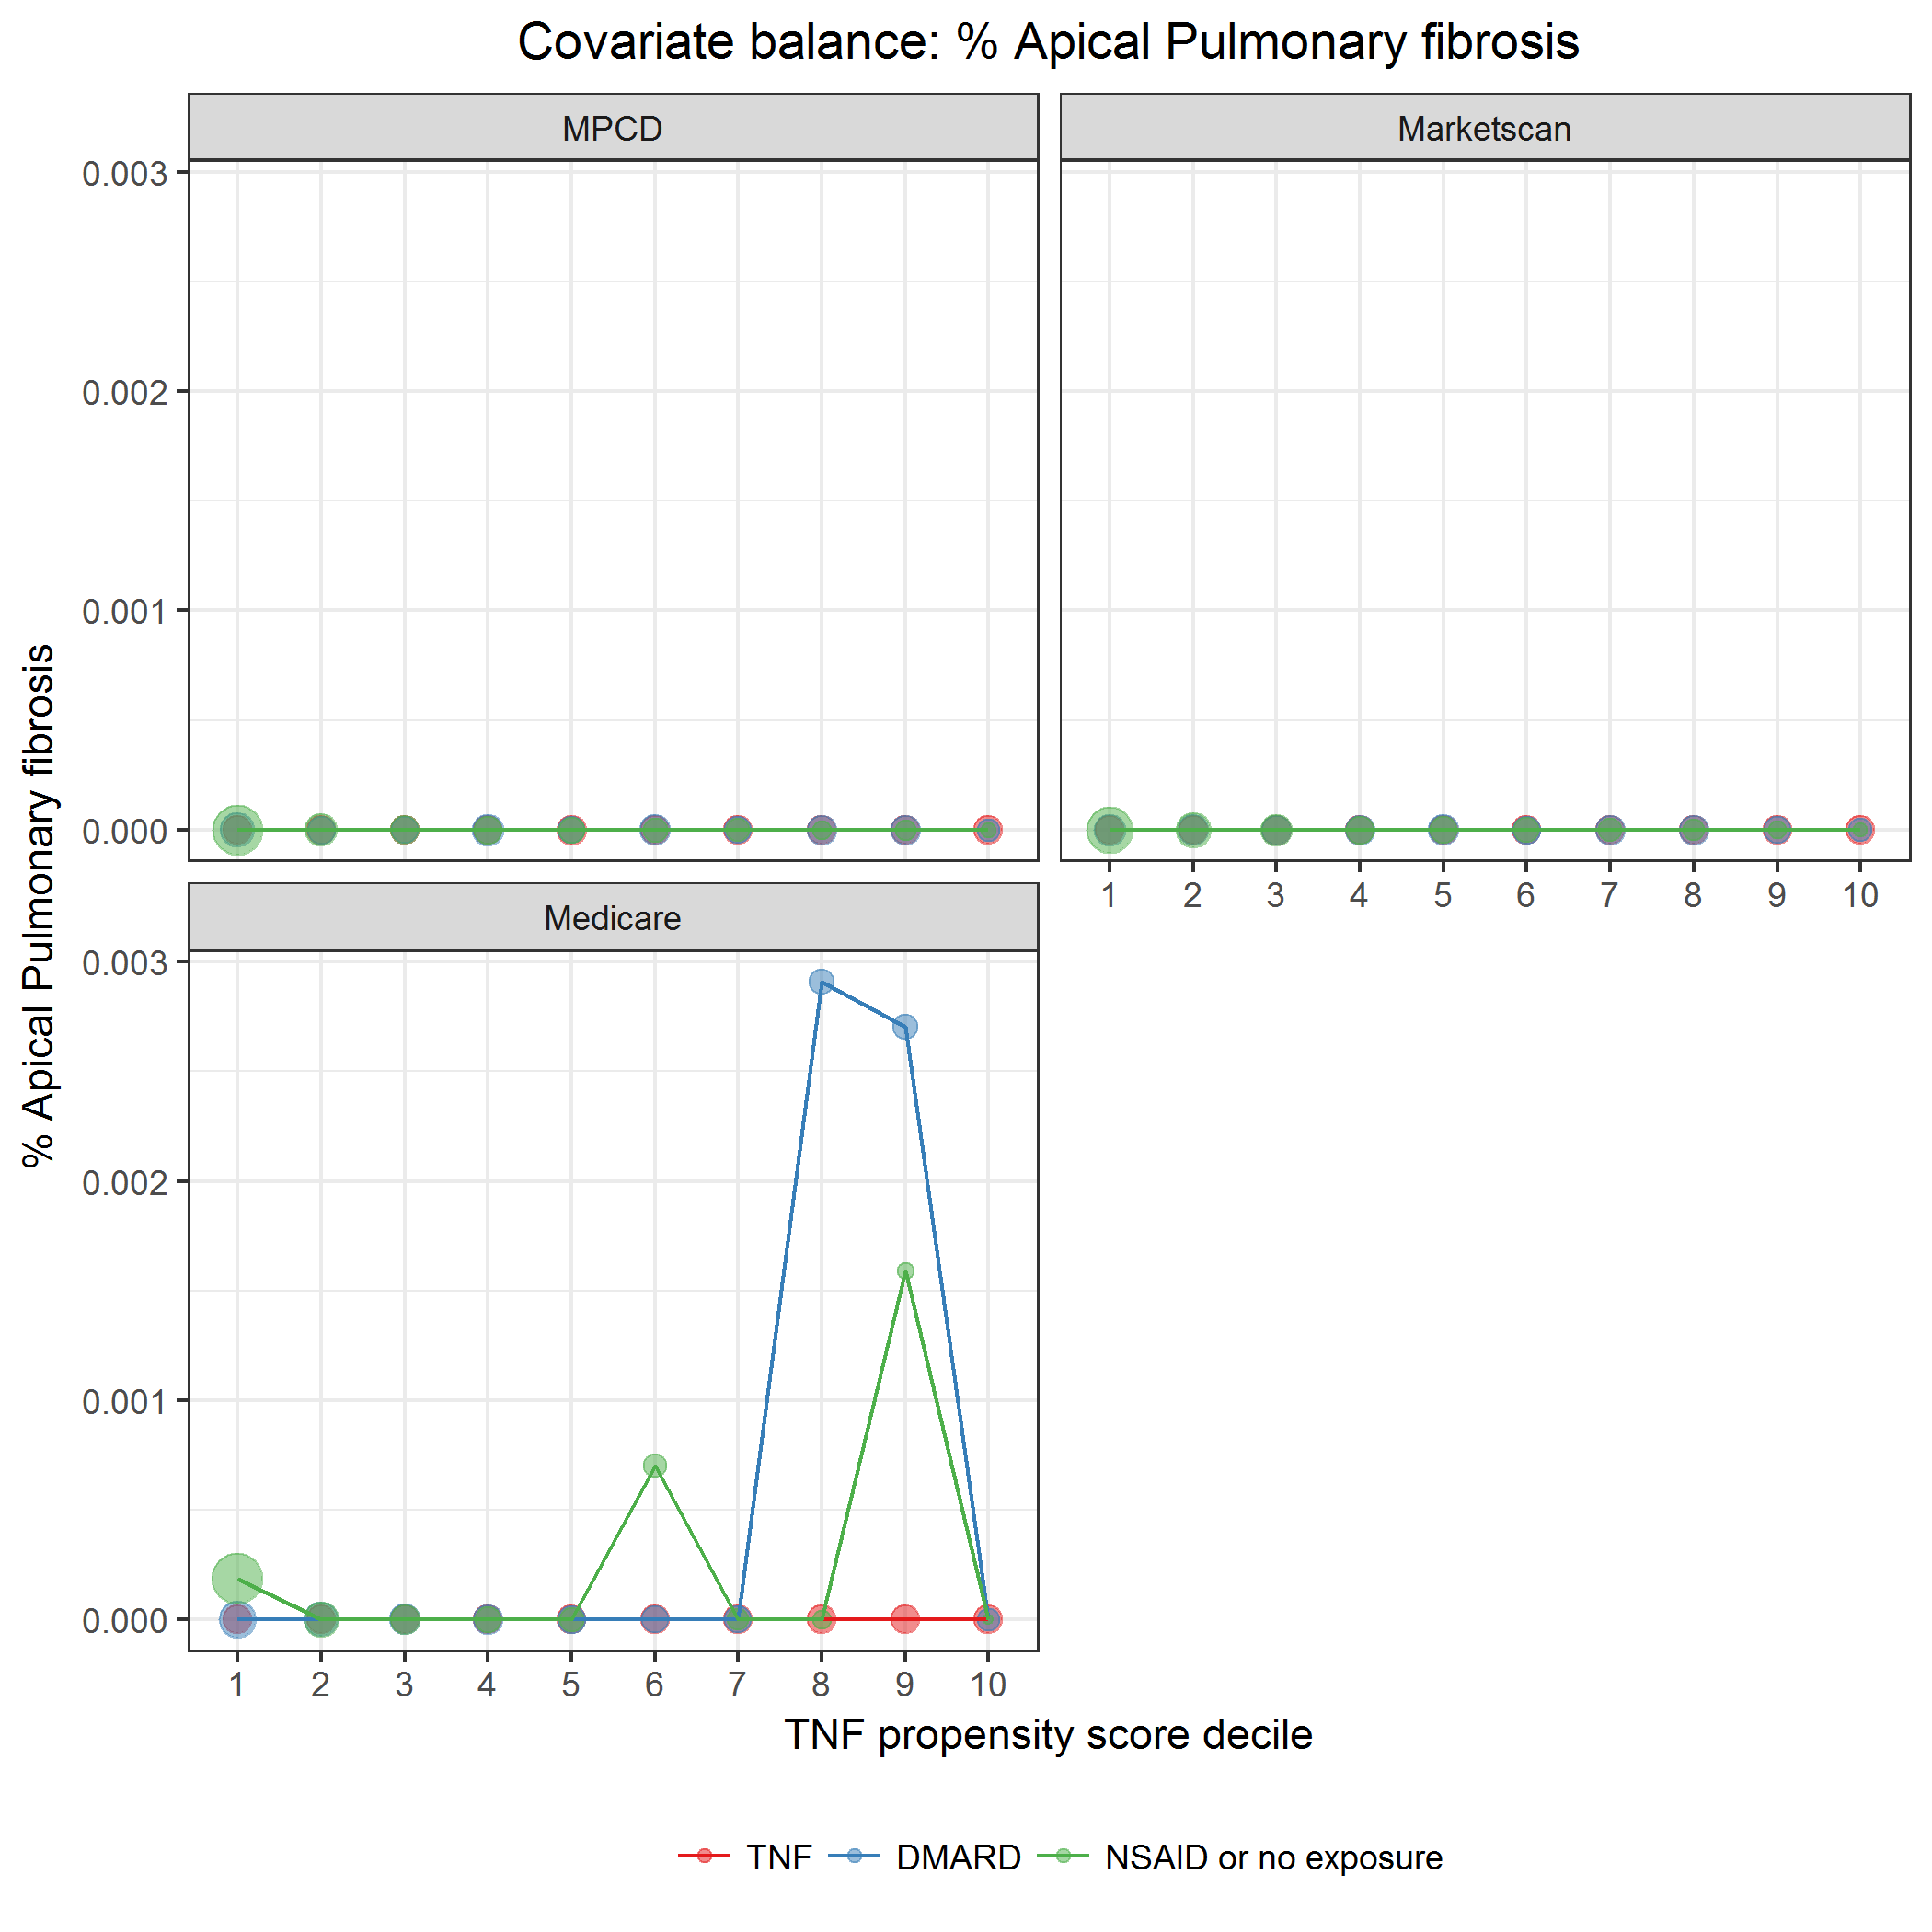 Covariate balance: % Apical Pulmonary fibrosis
MPCD
Marketscan
0.003
0.002
0.001
0.000
1 2 3 4 5 6 7 8 9 10
% Apical Pulmonary fibrosis
Medicare
0.003
0.002
0.001
0.000
1 2 3 4 5 6 7 8 9 10
TNF propensity score decile
TNF DMARD NSAID or no exposure